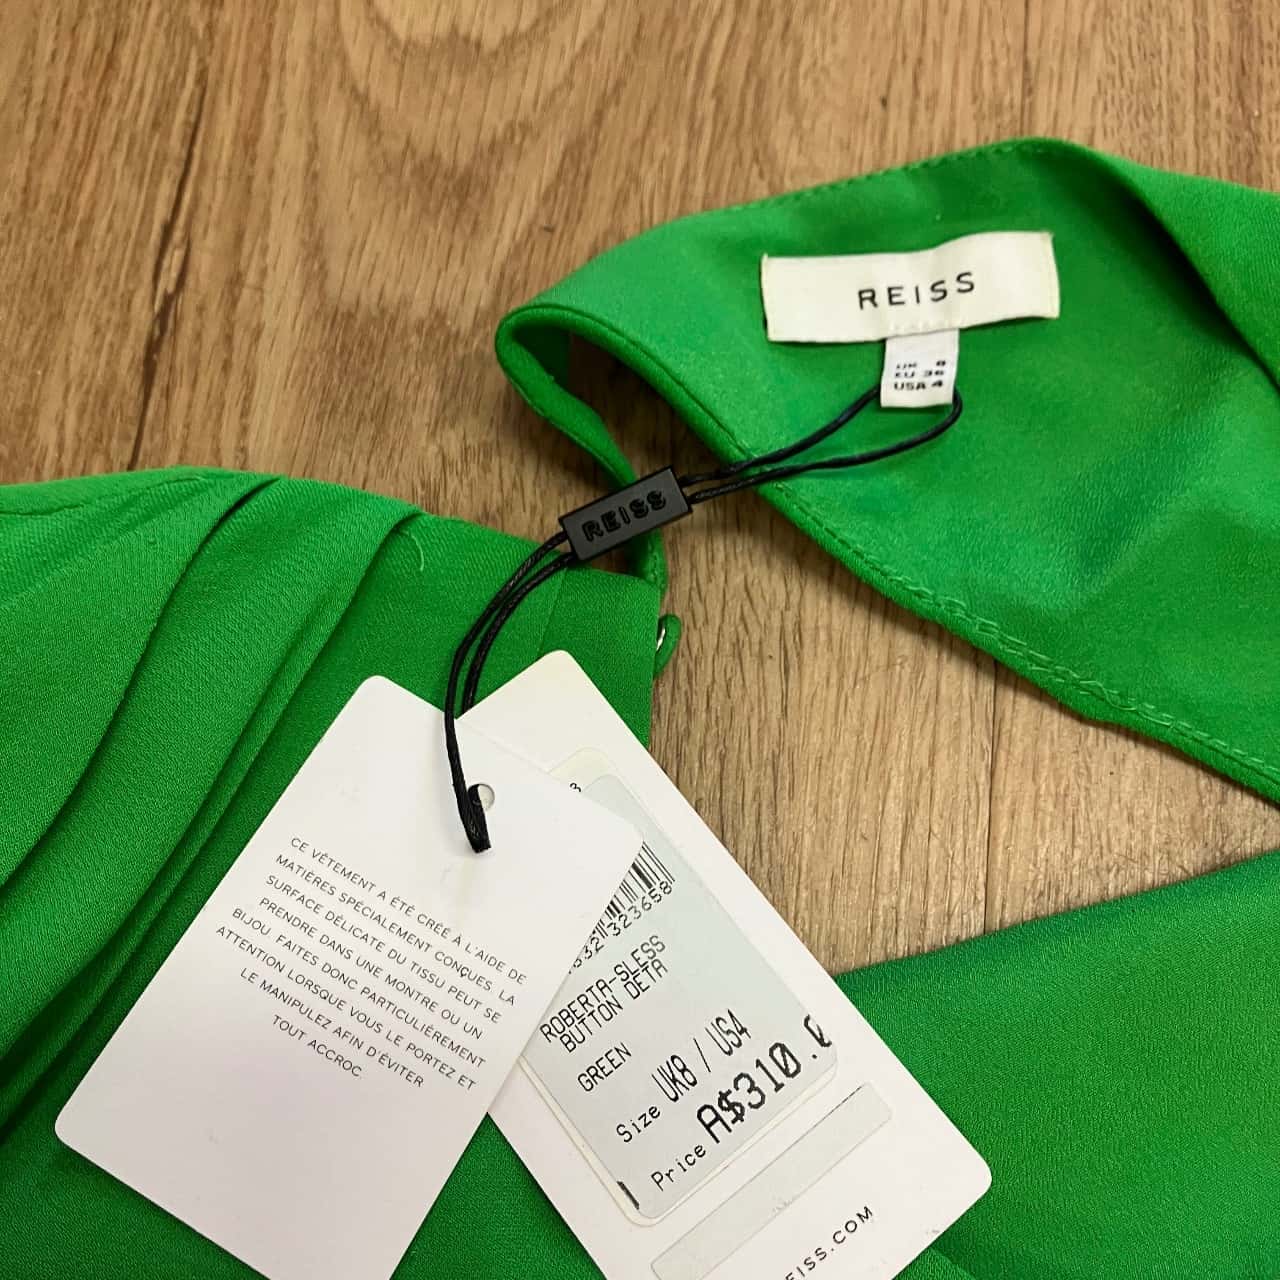 REISS
UK 8
EU 36
USA 4
REISS
CE VÊTEMENT A ÉTÉ CRÉÉ À L'AIDE DE
MATIÈRES SPÉCIALEMENT CONÇUES. LA
SURFACE DÉLICATE DU TISSU PEUT SE
PRENDRE DANS UNE MONTRE OU UN
BIJOU. FAITES DONC PARTICULIÈREMENT
ATTENTION LORSQUE VOUS LE PORTEZ ET
LE MANIPULEZ AFIN D'ÉVITER
TOUT ACCROC.
323658
ROBERTA-SLESS
BUTTON DETA
GREEN
Size UK8 / US4
Price A$310.0
EISS.COM